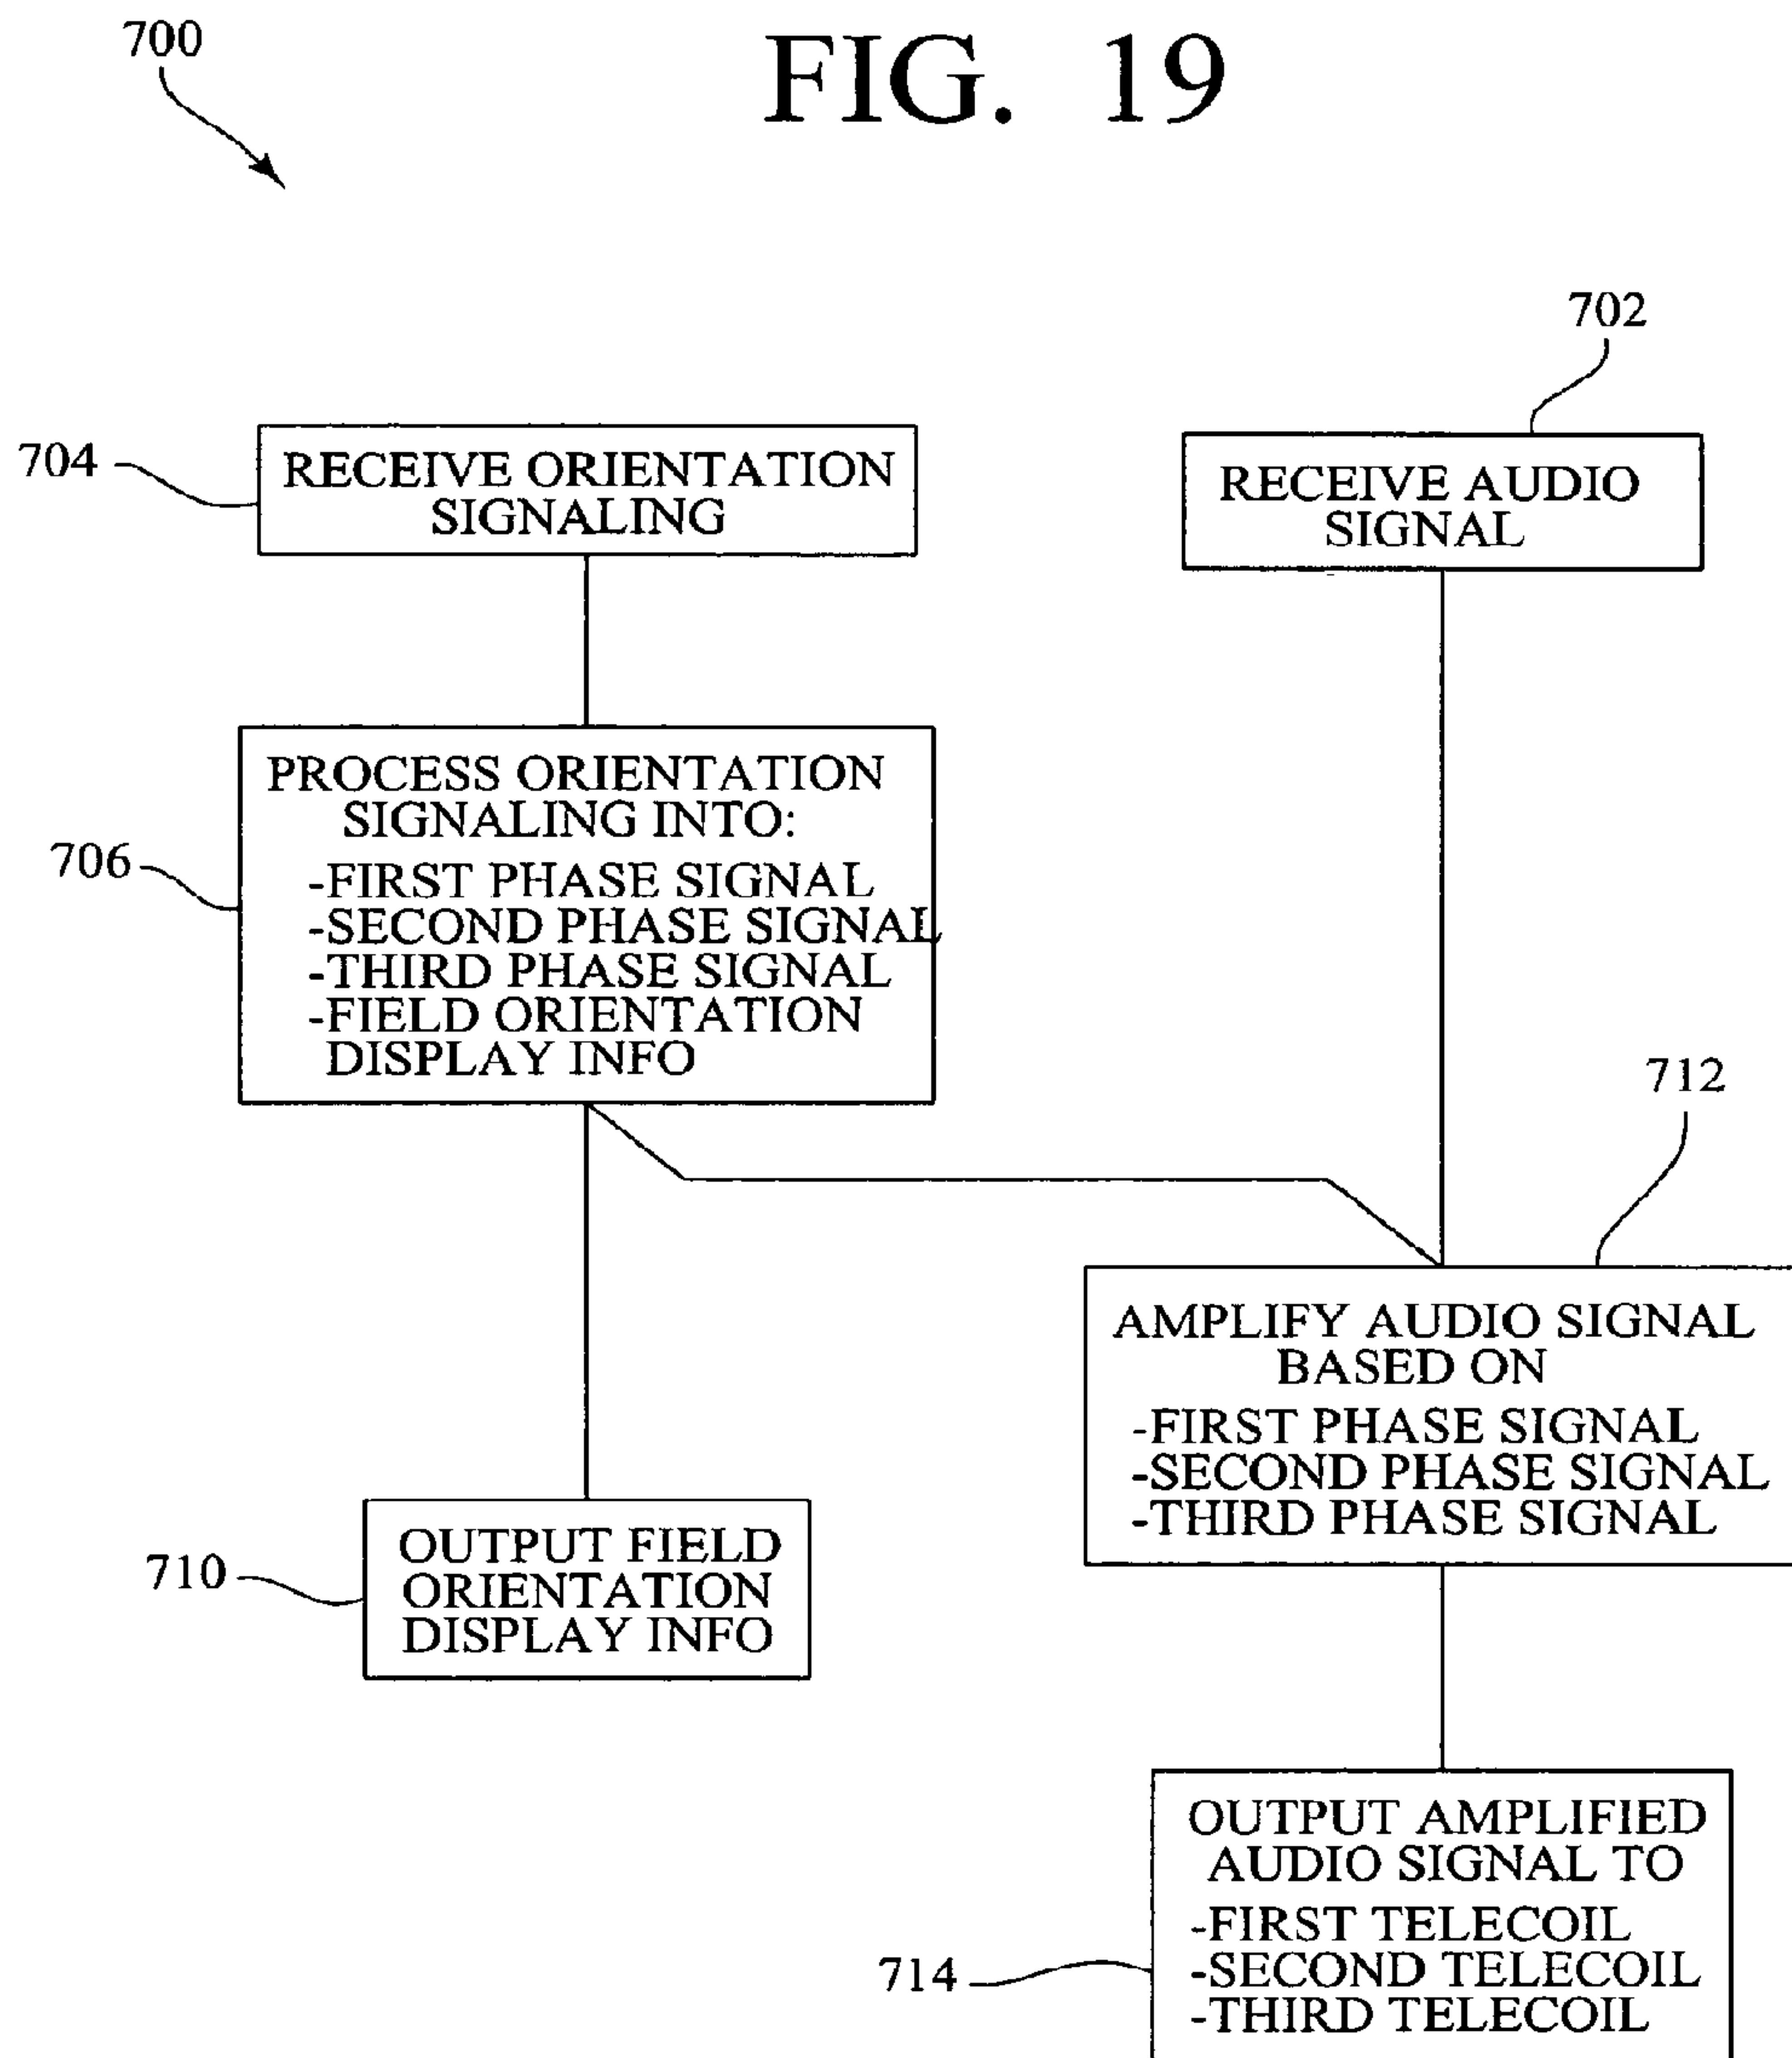 700
FIG. 19
702
704
RECEIVE ORIENTATION
SIGNALING
RECEIVE AUDIO
SIGNAL
706
PROCESS ORIENTATION
SIGNALING INTO:
-FIRST PHASE SIGNAL
-SECOND PHASE SIGNAL
-THIRD PHASE SIGNAL
-FIELD ORIENTATION
DISPLAY INFO
712
AMPLIFY AUDIO SIGNAL
BASED ON
-FIRST PHASE SIGNAL
-SECOND PHASE SIGNAL
-THIRD PHASE SIGNAL
710
OUTPUT FIELD
ORIENTATION
DISPLAY INFO
714
OUTPUT AMPLIFIED
AUDIO SIGNAL TO
-FIRST TELECOIL
-SECOND TELECOIL
-THIRD TELECOIL